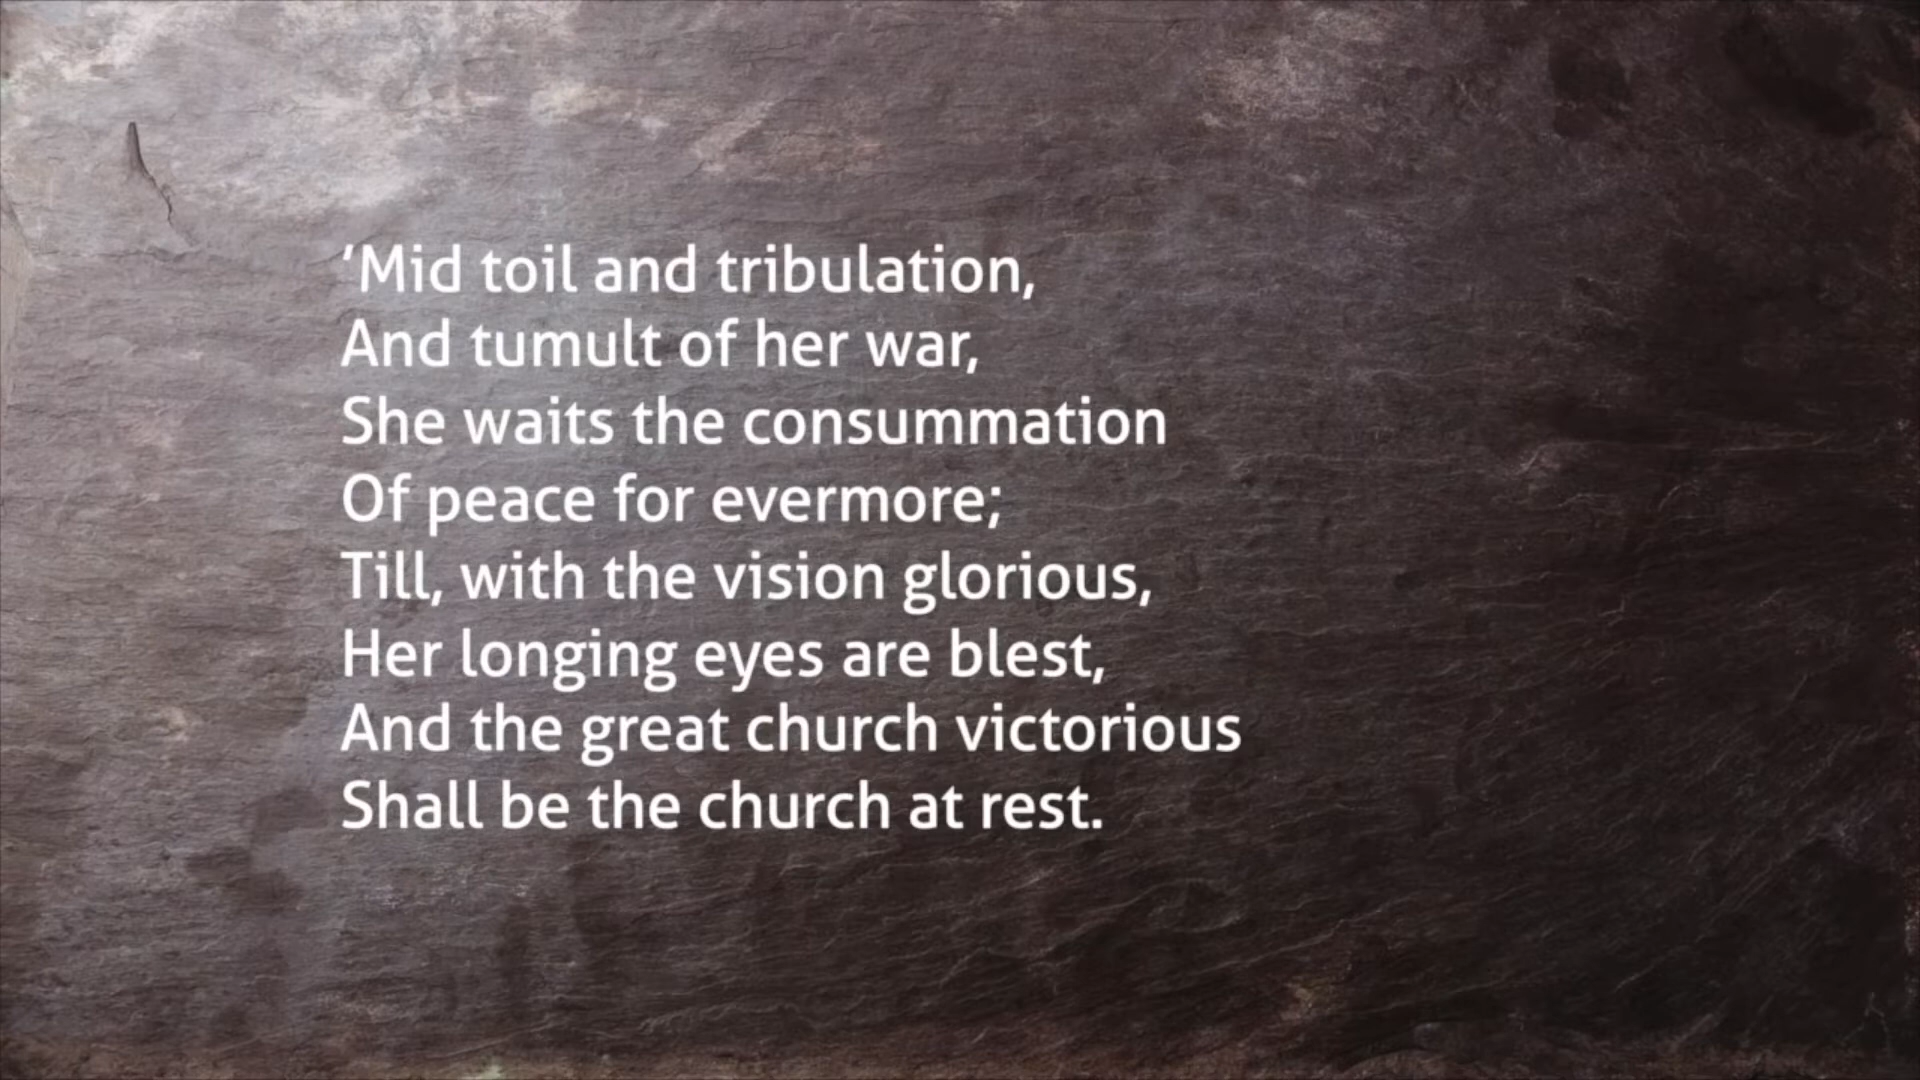 ’Mid toil and tribulation,
And tumult of her war,
She waits the consummation
Of peace for evermore;
Till, with the vision glorious,
Her longing eyes are blest,
And the great church victorious
Shall be the church at rest.